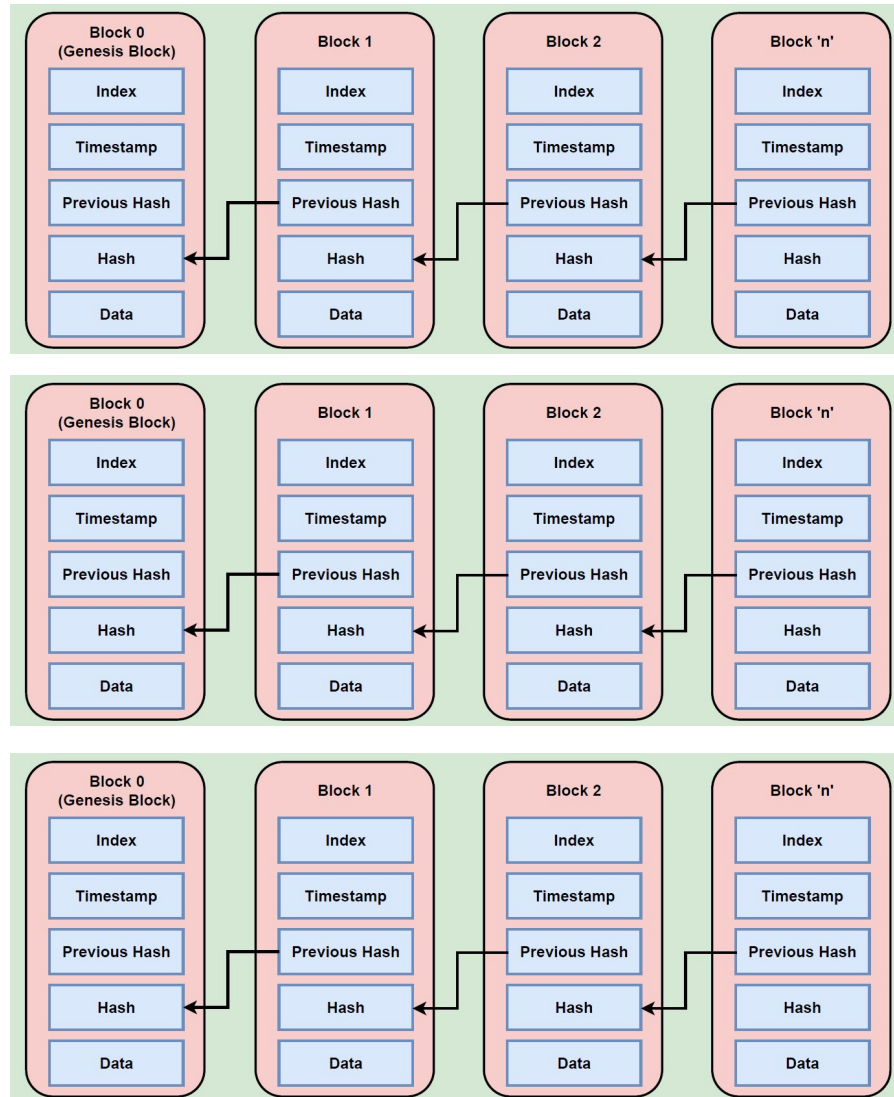 Block 0 Block 1 Block 2 Block 'n'
(Genesis Block)
Index Index Index Index
Timestamp Timestamp Timestamp Timestamp
Previous Hash Previous Hash Previous Hash Previous Hash
Hash Hash Hash Hash
Data Data Data Data
Block 0 Block 1 Block 2 Block 'n'
(Genesis Block)
Index Index Index Index
Timestamp Timestamp Timestamp Timestamp
Previous Hash Previous Hash Previous Hash Previous Hash
Hash Hash Hash Hash
Data Data Data Data
Block 0 Block 1 Block 2 Block 'n'
(Genesis Block)
Index Index Index Index
Timestamp Timestamp Timestamp Timestamp
Previous Hash Previous Hash Previous Hash Previous Hash
Hash Hash Hash Hash
Data Data Data Data